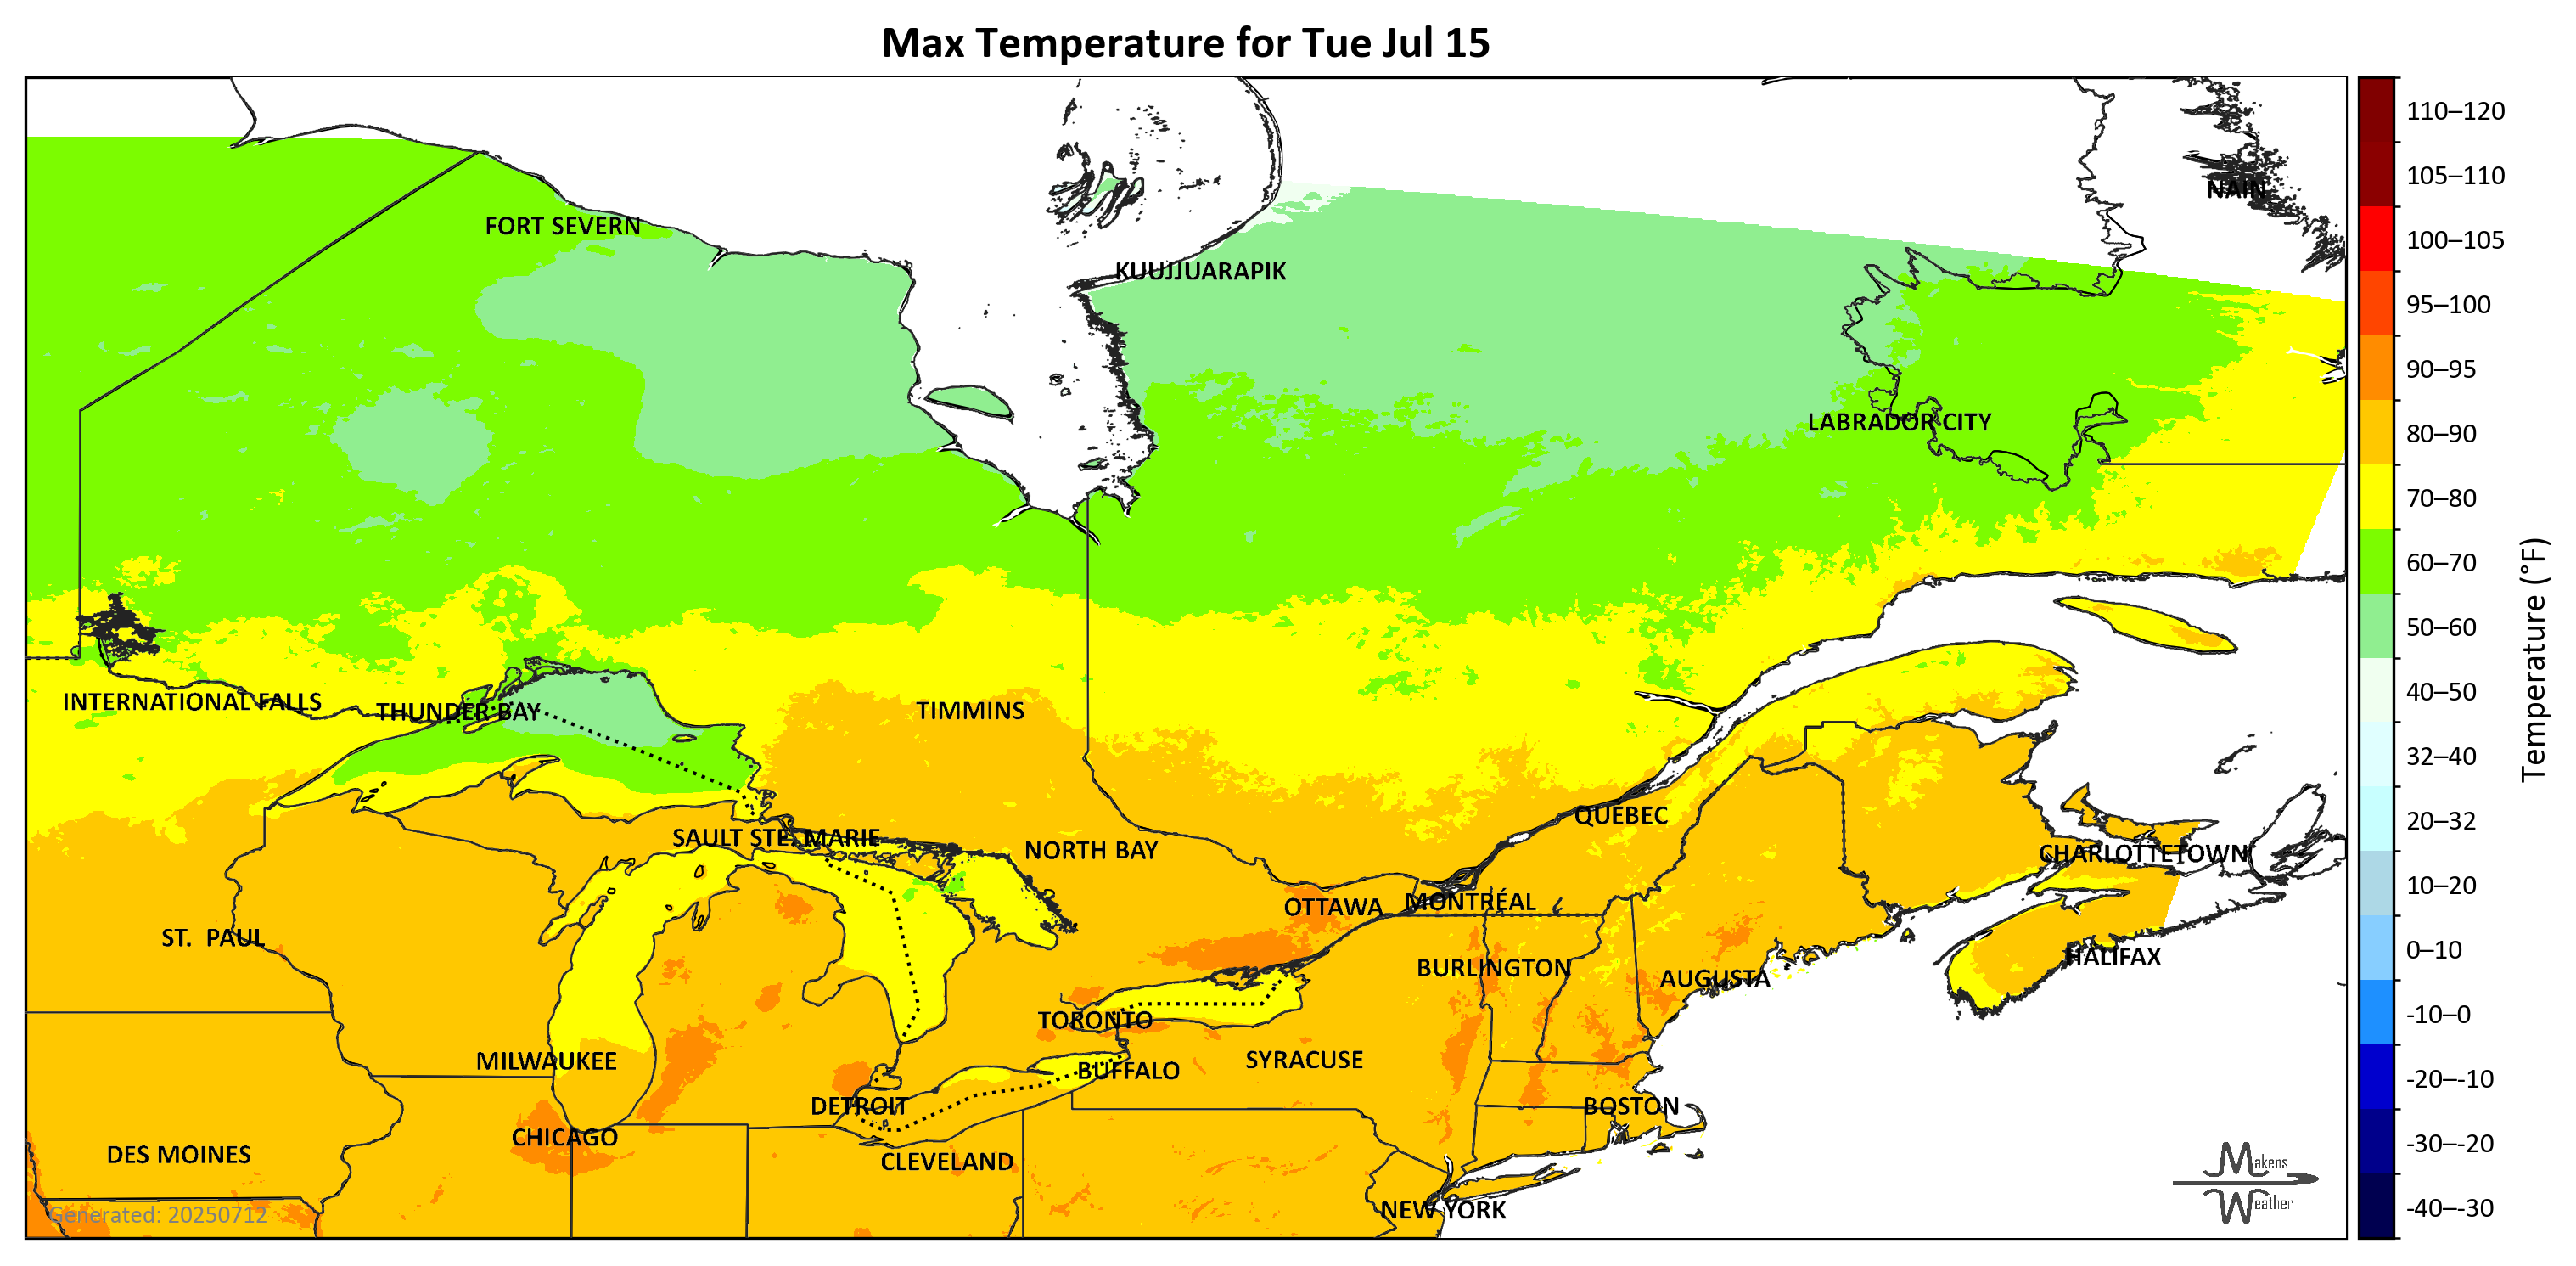 Max Temperature for Tue Jul 15
NAIN
FORT SEVERN
KUUJJUARAPIK
LABRADOR CITY
INTERNATIONAL FALLS
THUNDER BAY
TIMMINS
QUEBEC
SAULT STE. MARIE
NORTH BAY
CHARLOTTETOWN
OTTAWA
MONTRÉAL
ST.  PAUL
HALIFAX
BURLINGTON
AUGUSTA
TORONTO
MILWAUKEE
SYRACUSE
BUFFALO
DETROIT
BOSTON
CHICAGO
DES MOINES
CLEVELAND
NEW YORK
Generated: 20250712
Makens
Weather
110–120
105–110
100–105
95–100
90–95
80–90
70–80
60–70
50–60
40–50
32–40
20–32
10–20
0–10
-10–0
-20–-10
-30–-20
-40–-30
Temperature (°F)